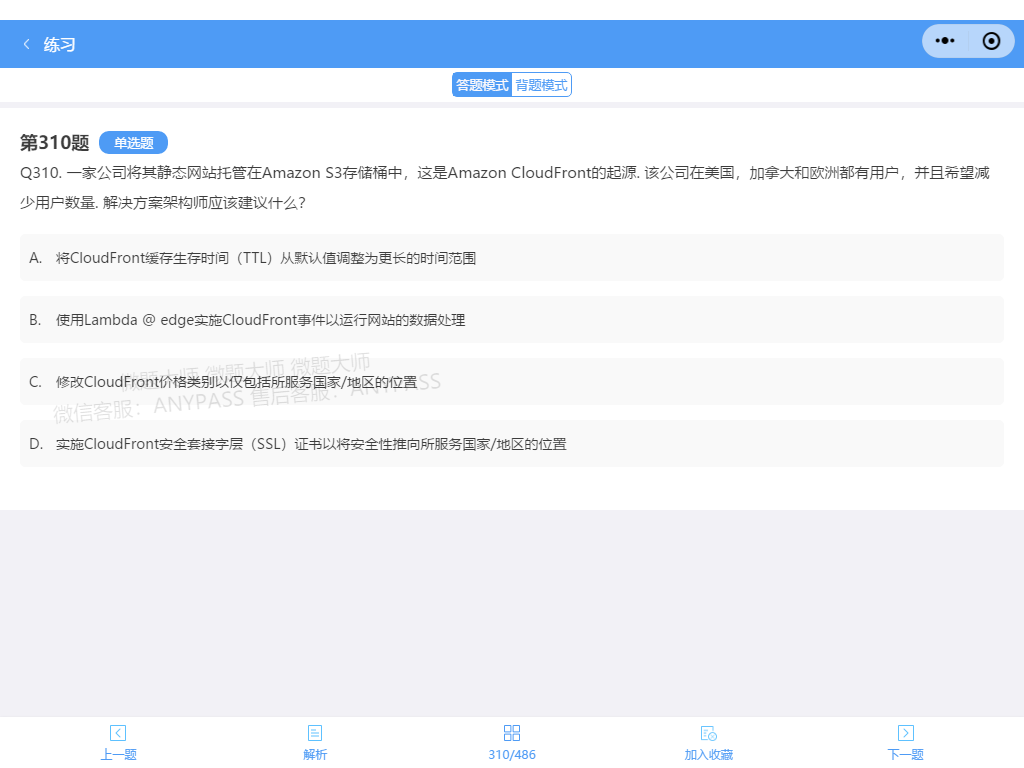 练习
答题模式 背题模式
第310题 单选题
Q310. 一家公司将其静态网站托管在Amazon S3存储桶中，这是Amazon CloudFront的起源. 该公司在美国，加拿大和欧洲都有用户，并且希望减
少用户数量. 解决方案架构师应该建议什么？
A. 将CloudFront缓存生存时间（TTL）从默认值调整为更长的时间范围
B. 使用Lambda @ edge实施CloudFront事件以运行网站的数据处理
微题大师 微题大师 微题大师
C. 修改CloudFront价格类别以仅包括所服务国家/地区的位置
微信客服：ANYPASS 售后客服：ANYPASS
D. 实施CloudFront安全套接字层（SSL）证书以将安全性推向所服务国家/地区的位置
上一题 解析 310/486 加入收藏 下一题